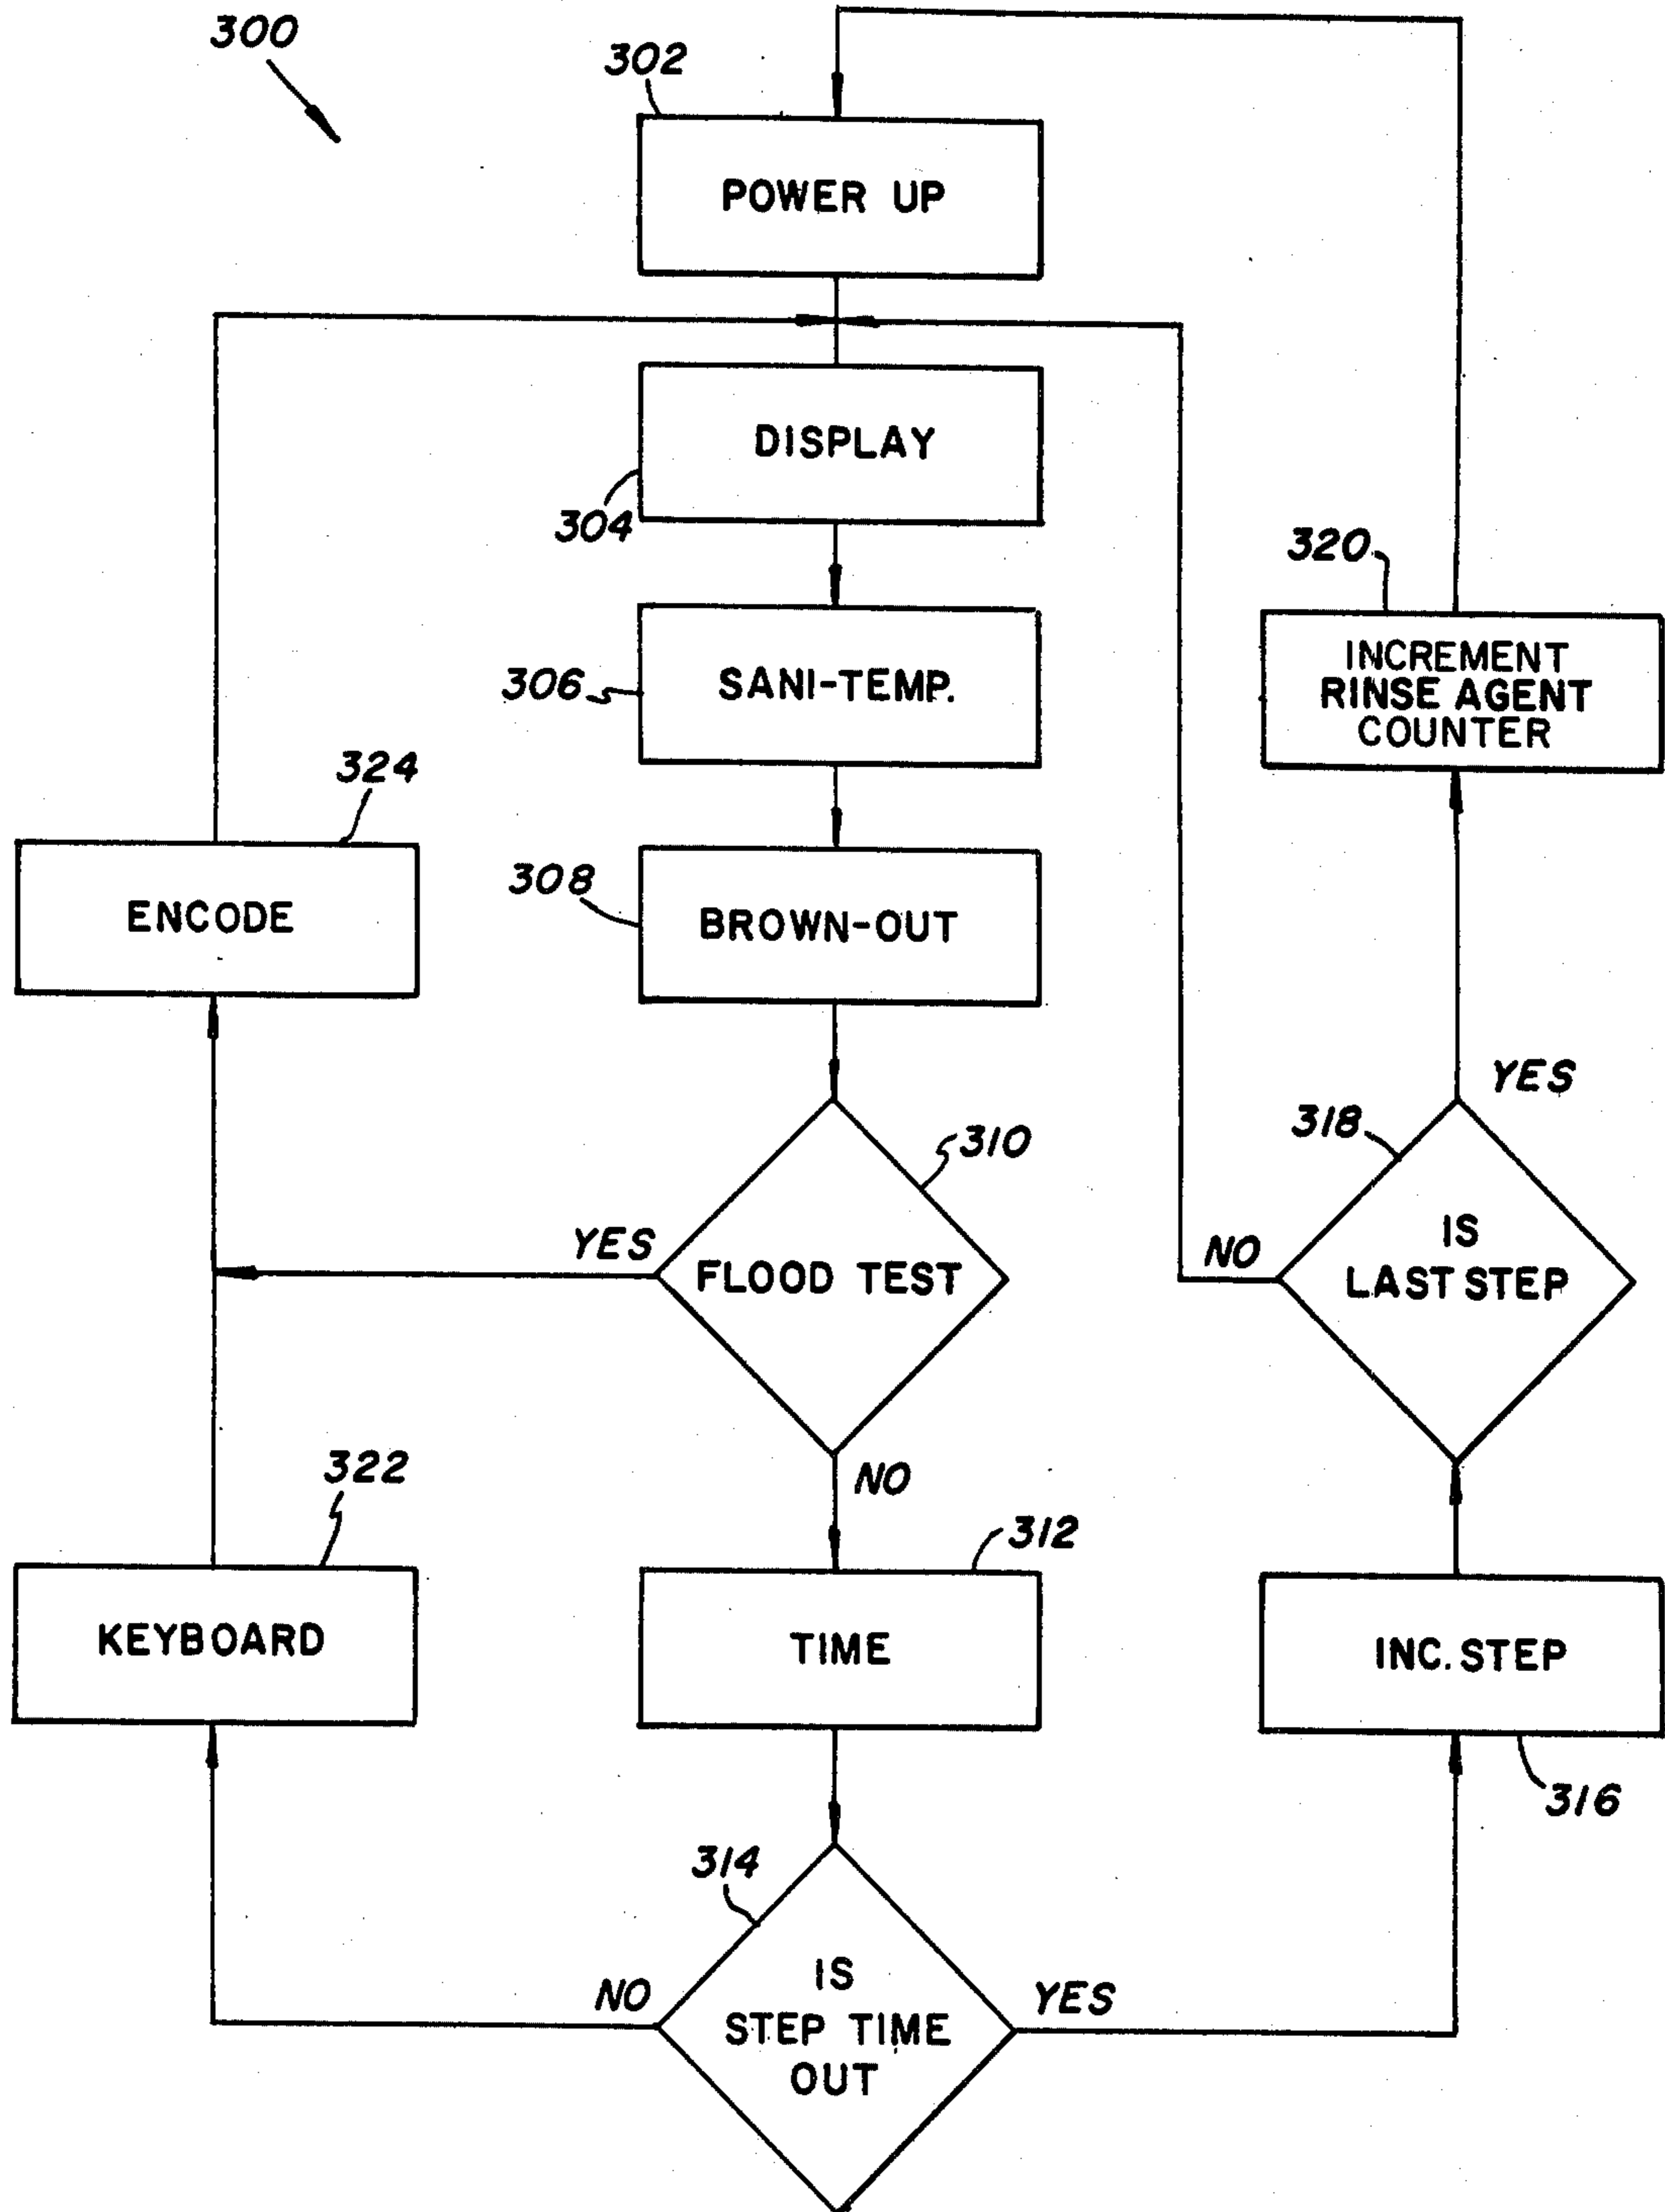 300
302
POWER UP
DISPLAY
304
306
SANI-TEMP.
320
INCREMENT
RINSE AGENT
COUNTER
324
ENCODE
308
BROWN-OUT
310
YES
FLOOD TEST
NO
318
YES
NO
IS
LAST STEP
322
KEYBOARD
312
TIME
INC. STEP
316
314
NO
IS
STEP TIME
OUT
YES